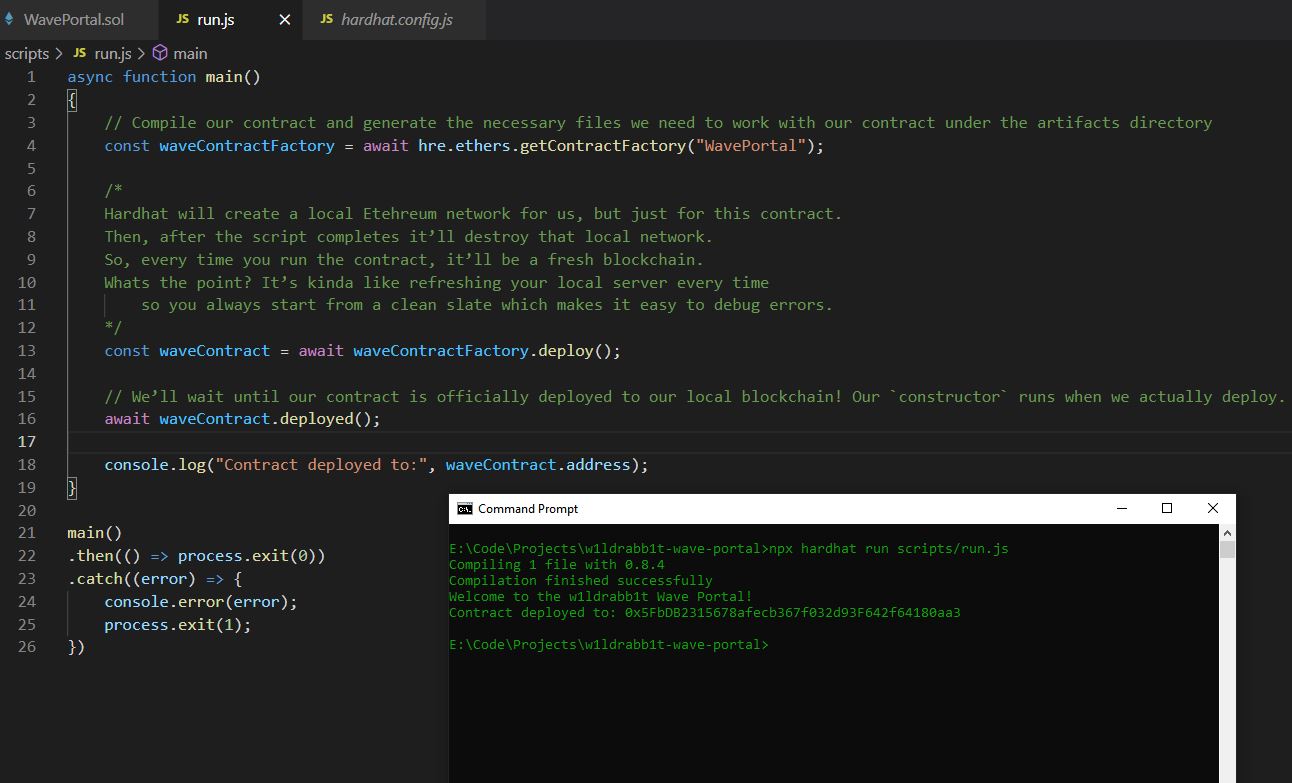 WavePortal.sol JS run.js × JS hardhat.config.js
scripts > JS run.js > main
1 async function main()
2 {
3 // Compile our contract and generate the necessary files we need to work with our contract under the artifacts directory
4 const waveContractFactory = await hre.ethers.getContractFactory("WavePortal");
5
6 /*
7 Hardhat will create a local Etehreum network for us, but just for this contract.
8 Then, after the script completes it’ll destroy that local network.
9 So, every time you run the contract, it’ll be a fresh blockchain.
10 Whats the point? It’s kinda like refreshing your local server every time
11 so you always start from a clean slate which makes it easy to debug errors.
12 */
13 const waveContract = await waveContractFactory.deploy();
14
15 // We’ll wait until our contract is officially deployed to our local blockchain! Our `constructor` runs when we actually deploy.
16 await waveContract.deployed();
17
18 console.log("Contract deployed to:", waveContract.address);
19 }
20
21 main()
22 .then(() => process.exit(0))
23 .catch((error) => {
24 console.error(error);
25 process.exit(1);
26 })
C:\. Command Prompt
E:\Code\Projects\w1ldrabb1t-wave-portal>npx hardhat run scripts/run.js
Compiling 1 file with 0.8.4
Compilation finished successfully
Welcome to the w1ldrabb1t Wave Portal!
Contract deployed to: 0x5FbDB2315678afecb367f032d93F642f64180aa3
E:\Code\Projects\w1ldrabb1t-wave-portal>